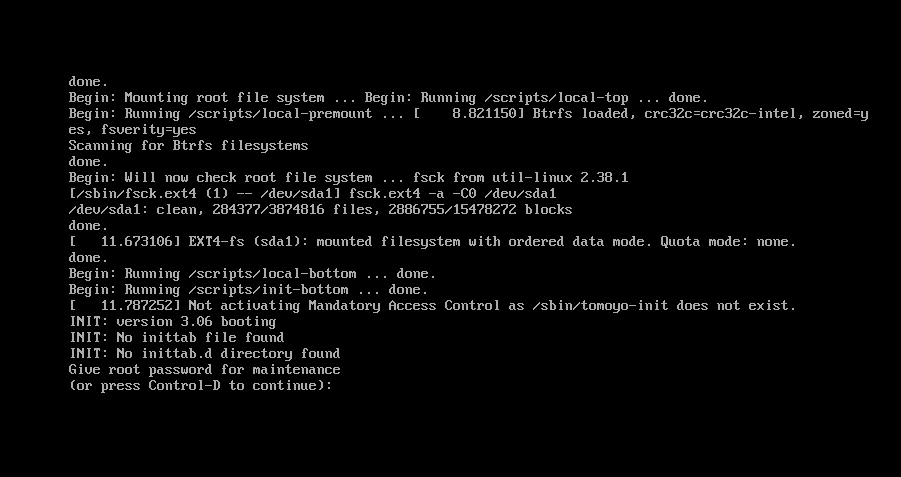 done.
Begin: Mounting root file system ... Begin: Running /scripts/local-top ... done.
Begin: Running /scripts/local-premount ... [    8.821150] Btrfs loaded, crc32c=crc32c-intel, zoned=y
es, fsverity=yes
Scanning for Btrfs filesystems
done.
Begin: Will now check root file system ... fsck from util-linux 2.38.1
[/sbin/fsck.ext4 (1) -- /dev/sda1] fsck.ext4 -a -C0 /dev/sda1
/dev/sda1: clean, 284377/3874816 files, 2886755/15478272 blocks
done.
[   11.673106] EXT4-fs (sda1): mounted filesystem with ordered data mode. Quota mode: none.
done.
Begin: Running /scripts/local-bottom ... done.
Begin: Running /scripts/init-bottom ... done.
[   11.787252] Not activating Mandatory Access Control as /sbin/tomoyo-init does not exist.
INIT: version 3.06 booting
INIT: No inittab file found
INIT: No inittab.d directory found
Give root password for maintenance
(or press Control-D to continue):